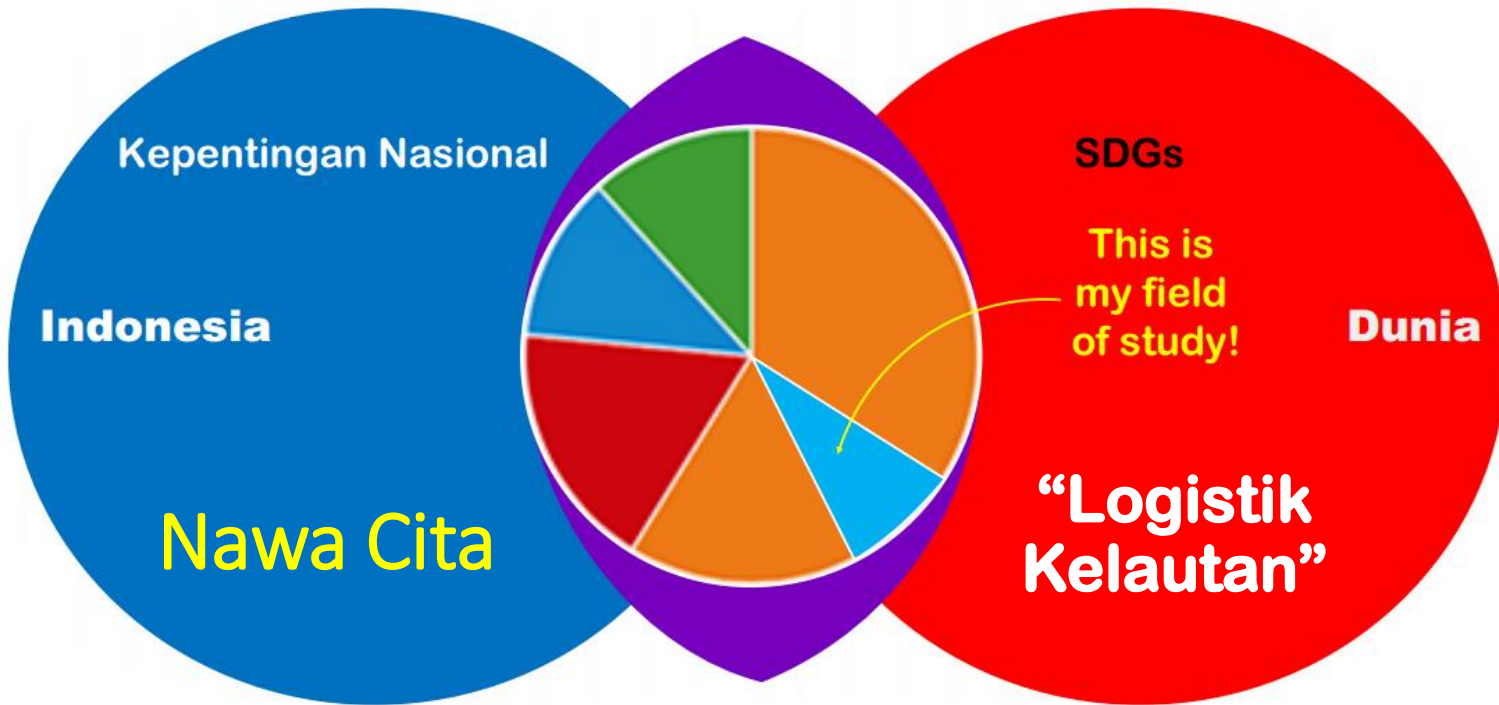 Kepentingan Nasional
Indonesia
Nawa Cita
SDGs
This is
my field
of study!
Dunia
“Logistik
Kelautan”